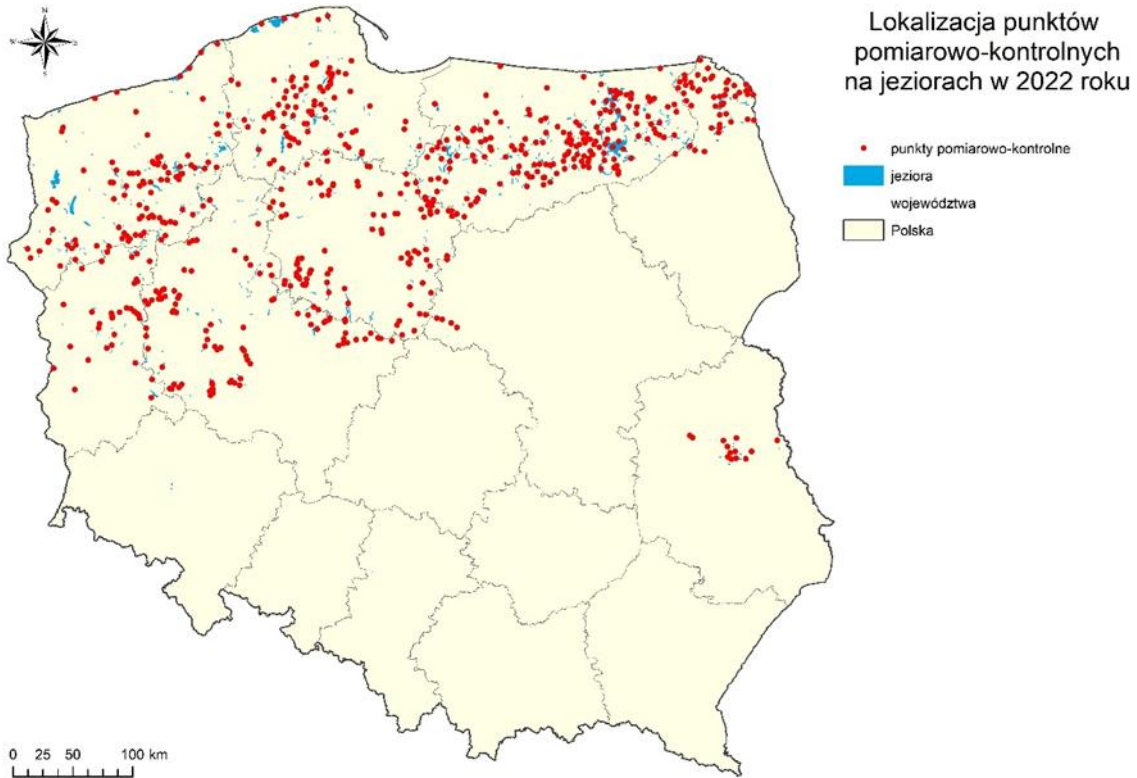 Lokalizacja punktów
pomiarowo-kontrolnych
na jeziorach w 2022 roku
N
W
E
S
punkty pomiarowo-kontrolne
jeziora
województwa
Polska
0 25 50 100 km